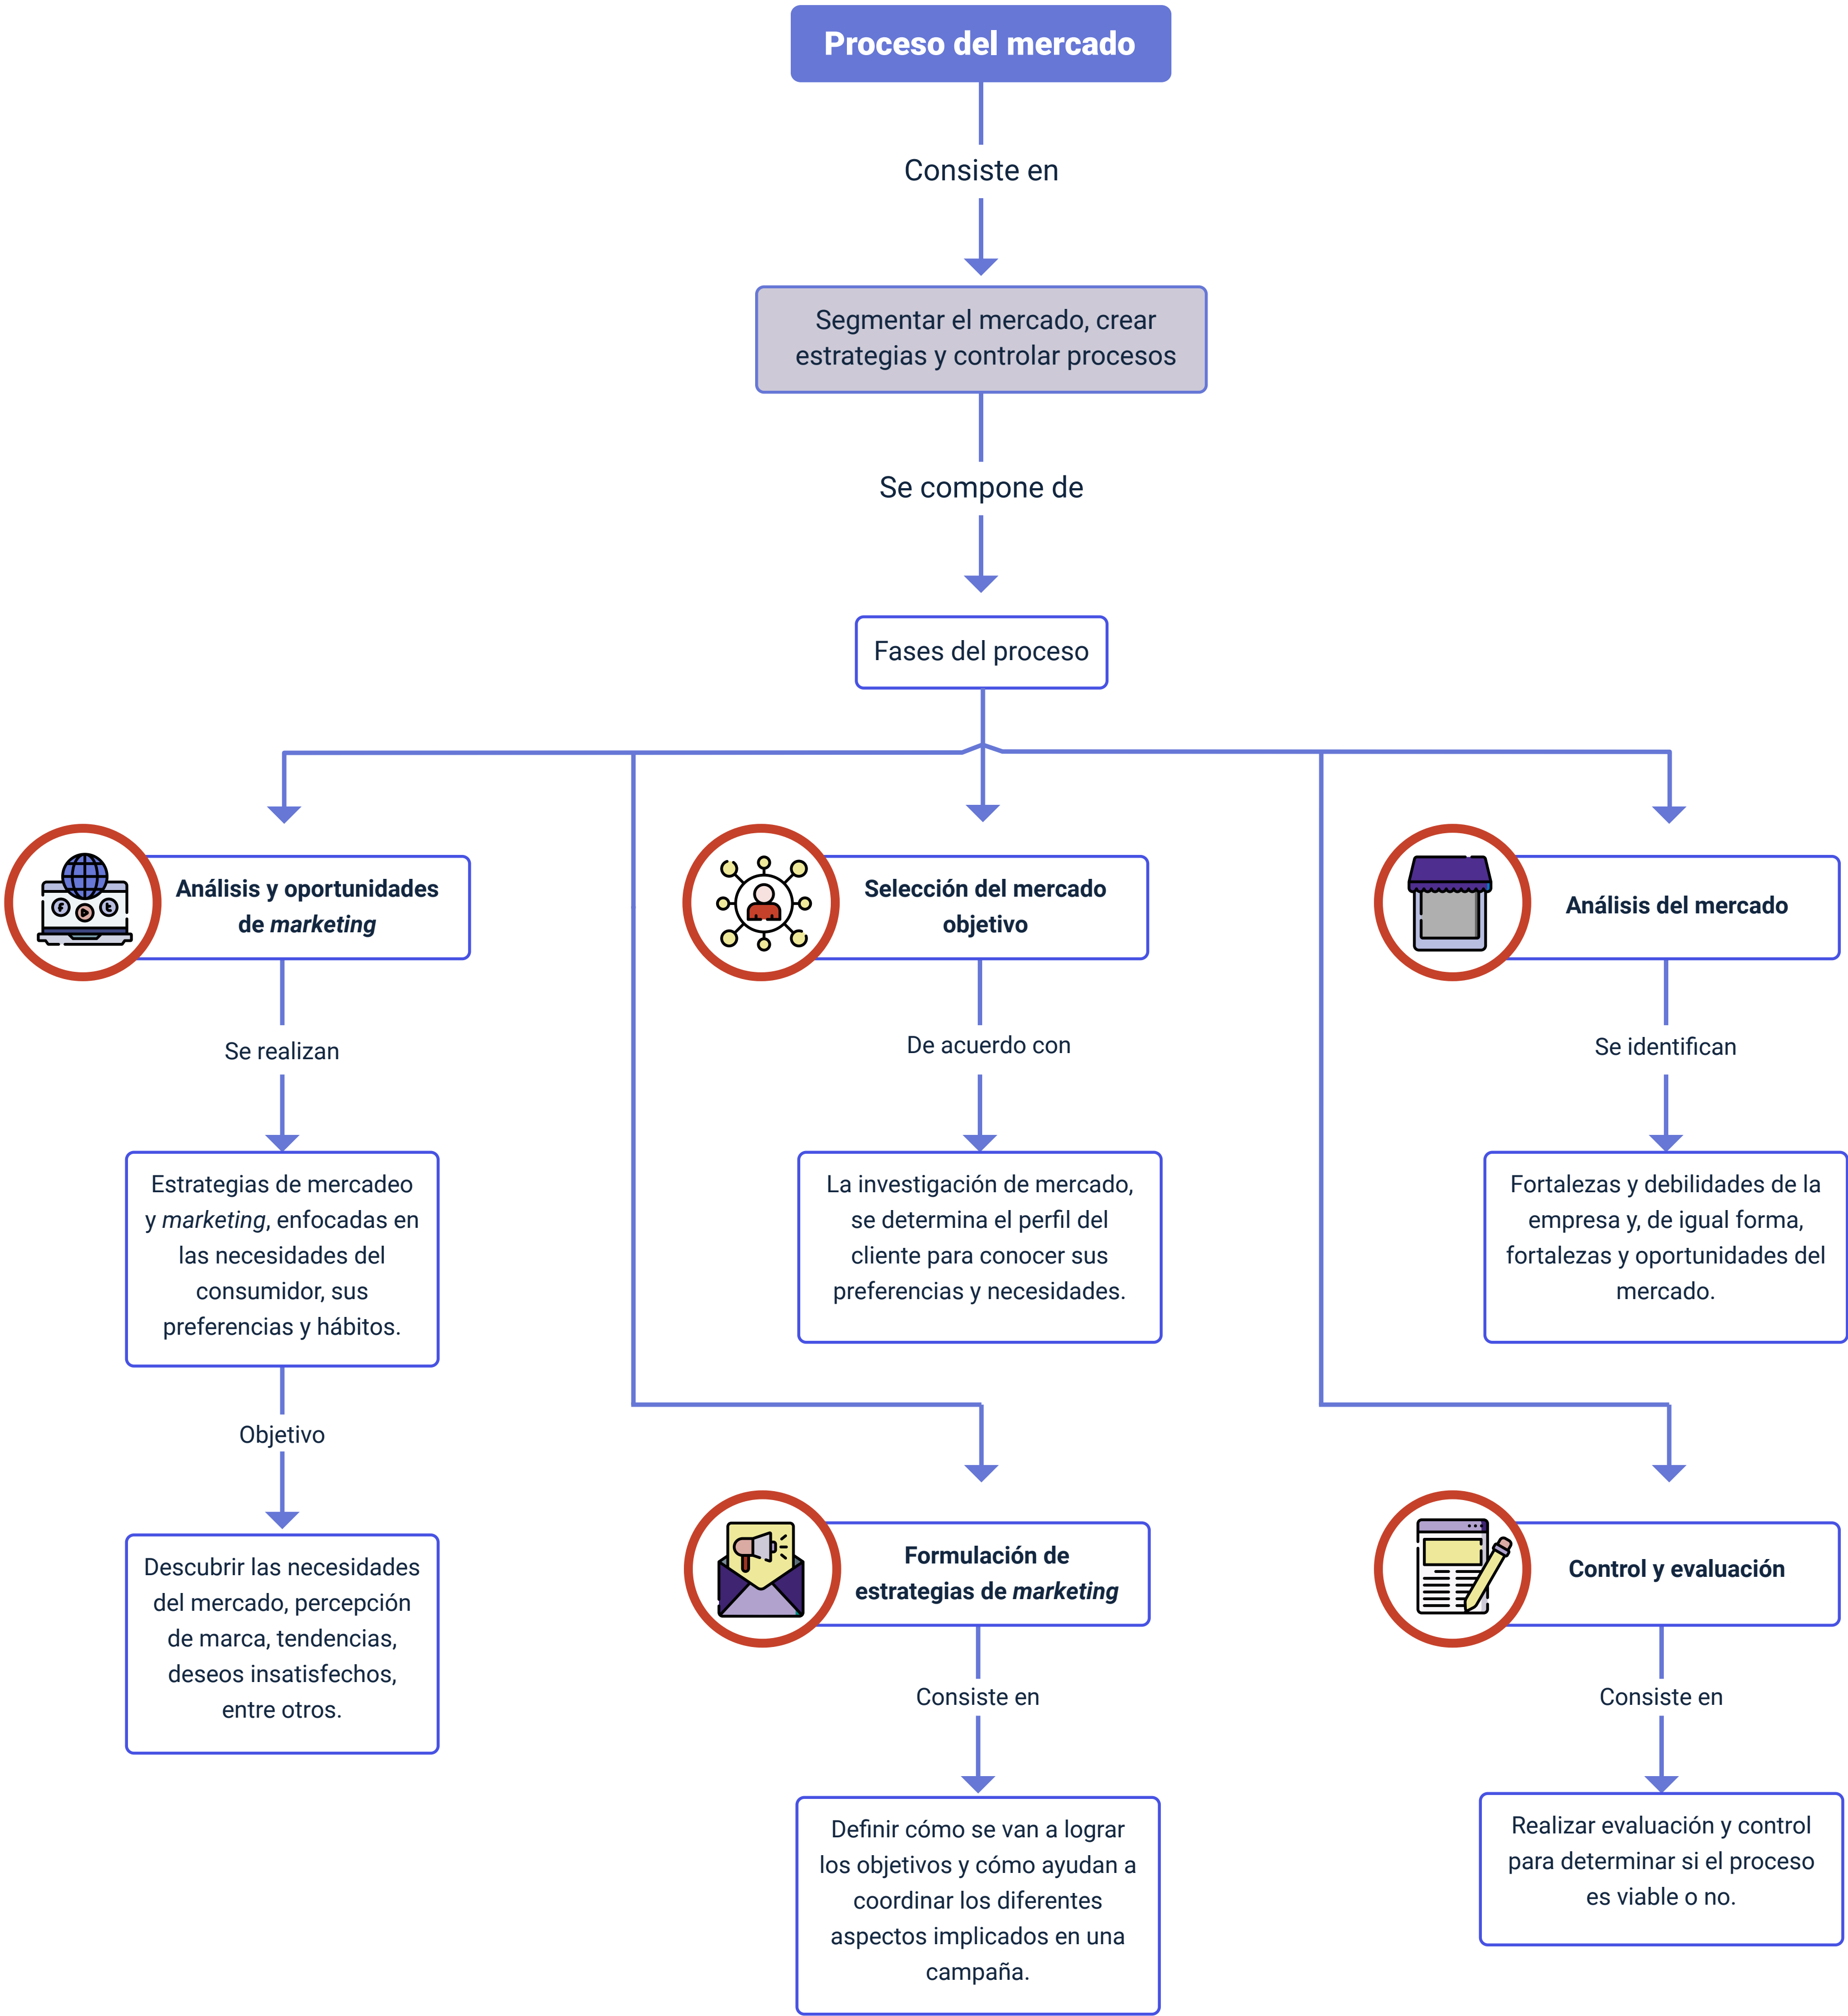 Proceso del mercado
Consiste en
Segmentar el mercado, crear
estrategias y controlar procesos
Se compone de
Fases del proceso
Análisis y oportunidades
de marketing
Se realizan
Estrategias de mercadeo
y marketing, enfocadas en
las necesidades del
consumidor, sus
preferencias y hábitos.
Objetivo
Descubrir las necesidades
del mercado, percepción
de marca, tendencias,
deseos insatisfechos,
entre otros.
Selección del mercado
objetivo
De acuerdo con
La investigación de mercado,
se determina el perfil del
cliente para conocer sus
preferencias y necesidades.
Análisis del mercado
Se identifican
Fortalezas y debilidades de la
empresa y, de igual forma,
fortalezas y oportunidades del
mercado.
Formulación de
estrategias de marketing
Consiste en
Definir cómo se van a lograr
los objetivos y cómo ayudan a
coordinar los diferentes
aspectos implicados en una
campaña.
Control y evaluación
Consiste en
Realizar evaluación y control
para determinar si el proceso
es viable o no.